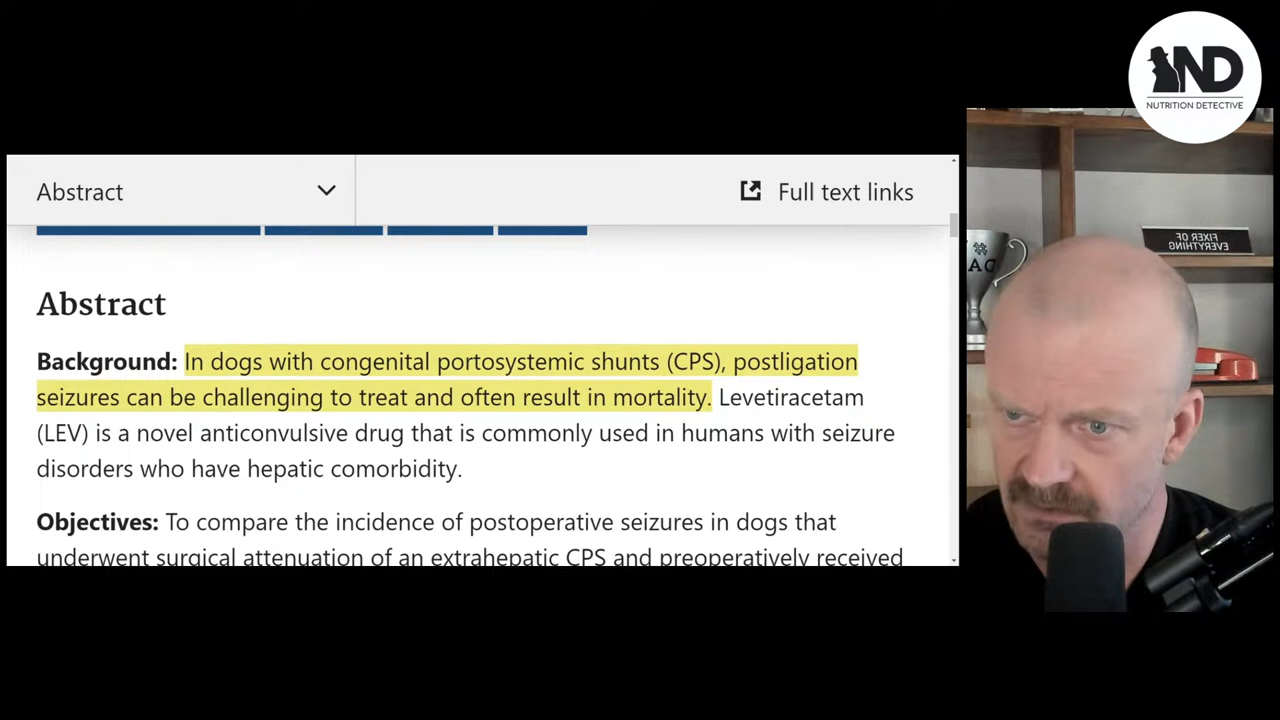 ND
NUTRITION DETECTIVE
Abstract
Full text links
FIXER OF
EVERYTHING
Abstract
Background: In dogs with congenital portosystemic shunts (CPS), postligation
seizures can be challenging to treat and often result in mortality. Levetiracetam
(LEV) is a novel anticonvulsive drug that is commonly used in humans with seizure
disorders who have hepatic comorbidity.
Objectives: To compare the incidence of postoperative seizures in dogs that
underwent surgical attenuation of an extrahepatic CPS and preoperatively received